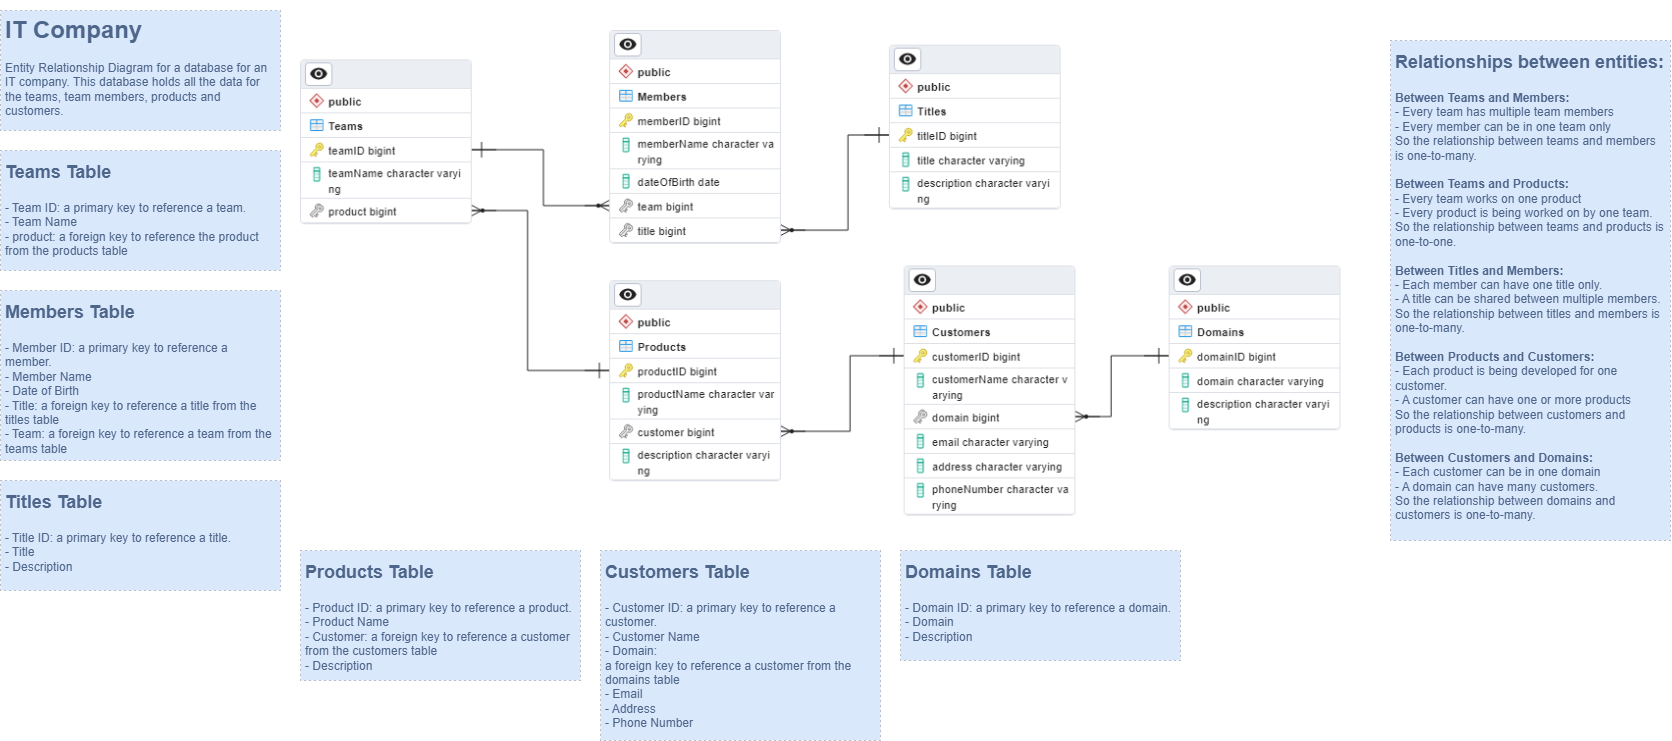 IT Company
Entity Relationship Diagram for a database for an
IT company. This database holds all the data for
the teams, team members, products and
customers.
Teams Table
- Team ID: a primary key to reference a team.
- Team Name
- product: a foreign key to reference the product
from the products table
Members Table
- Member ID: a primary key to reference a
member.
- Member Name
- Date of Birth
- Title: a foreign key to reference a title from the
titles table
- Team: a foreign key to reference a team from the
teams table
Titles Table
- Title ID: a primary key to reference a title.
- Title
- Description
public
Teams
teamID bigint
teamName character varyi
ng
product bigint
public
Members
memberID bigint
memberName character va
rying
dateOfBirth date
team bigint
title bigint
public
Titles
titleID bigint
title character varying
description character varyi
ng
public
Products
productID bigint
productName character var
ying
customer bigint
description character varyi
ng
public
Customers
customerID bigint
customerName character v
arying
domain bigint
email character varying
address character varying
phoneNumber character va
rying
public
Domains
domainID bigint
domain character varying
description character varyi
ng
Products Table
- Product ID: a primary key to reference a product.
- Product Name
- Customer: a foreign key to reference a customer
from the customers table
- Description
Customers Table
- Customer ID: a primary key to reference a
customer.
- Customer Name
- Domain:
a foreign key to reference a customer from the
domains table
- Email
- Address
- Phone Number
Domains Table
- Domain ID: a primary key to reference a domain.
- Domain
- Description
Relationships between entities:
Between Teams and Members:
- Every team has multiple team members
- Every member can be in one team only
So the relationship between teams and members
is one-to-many.
Between Teams and Products:
- Every team works on one product
- Every product is being worked on by one team.
So the relationship between teams and products is
one-to-one.
Between Titles and Members:
- Each member can have one title only.
- A title can be shared between multiple members.
So the relationship between titles and members is
one-to-many.
Between Products and Customers:
- Each product is being developed for one
customer.
- A customer can have one or more products
So the relationship between customers and
products is one-to-many.
Between Customers and Domains:
- Each customer can be in one domain
- A domain can have many customers.
So the relationship between domains and
customers is one-to-many.